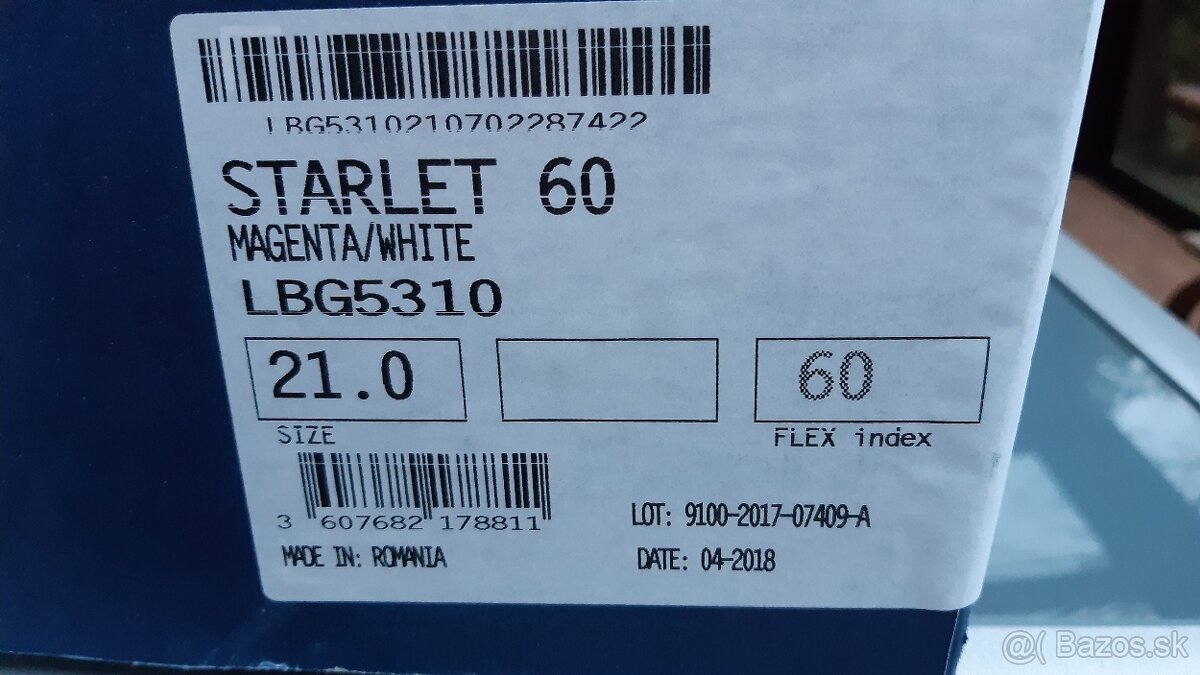 LBG5310210702287422
STARLET 60
MAGENTA/WHITE
LBG5310
21.0
60
SIZE
FLEX index
3 607682 178811
LOT: 9100-2017-07409-A
MADE IN: ROMANIA
DATE: 04-2018
@( Bazos.sk